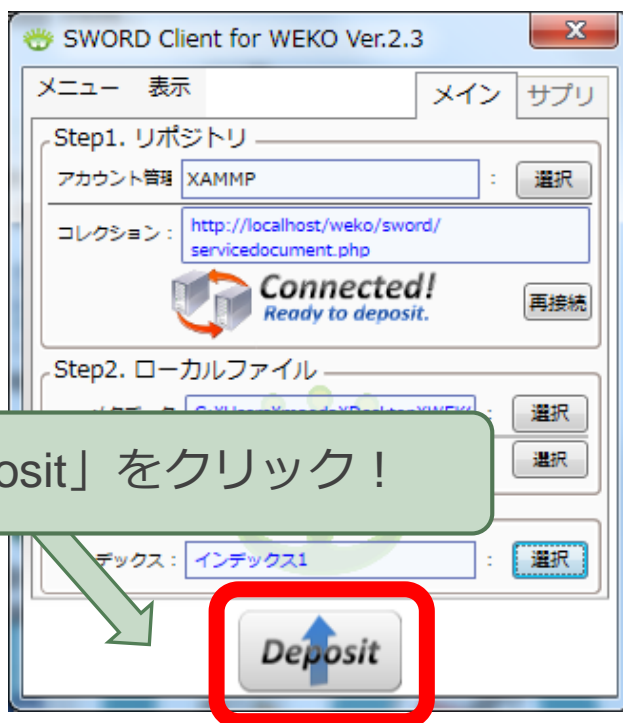 SWORD Client for WEKO Ver.2.3
x
メニュー 表示 メイン サプリ
Step1. リポジトリ
アカウント管理 XAMMP : 選択
コレクション : http://localhost/weko/sword/
servicedocument.php
Connected!
Ready to deposit.
再接続
Step2. ローカルファイル
: 選択
osit」をクリック！
選択
デックス : インデックス1 : 選択
Deposit